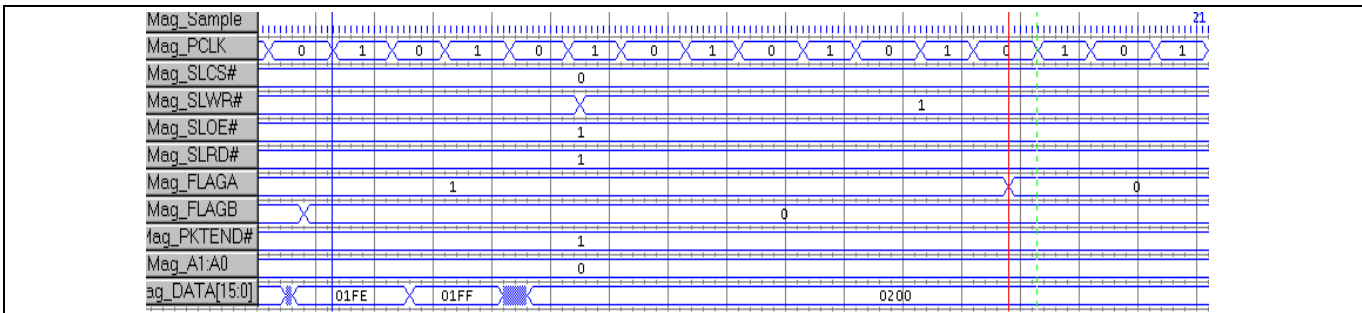 Mag_Sample 21
Mag_PCLK 0 1 0 1 0 1 0 1 0 1 0 1 0 1 0 1
Mag_SLCS# 0
Mag_SLWR# 1
Mag_SLOE# 1
Mag_SLRD# 1
Mag_FLAGA 1 0
Mag_FLAGB 0
Mag_PKTEND# 1
Mag_A1:A0 0
ag_DATA[15:0] 01FE 01FF 0200